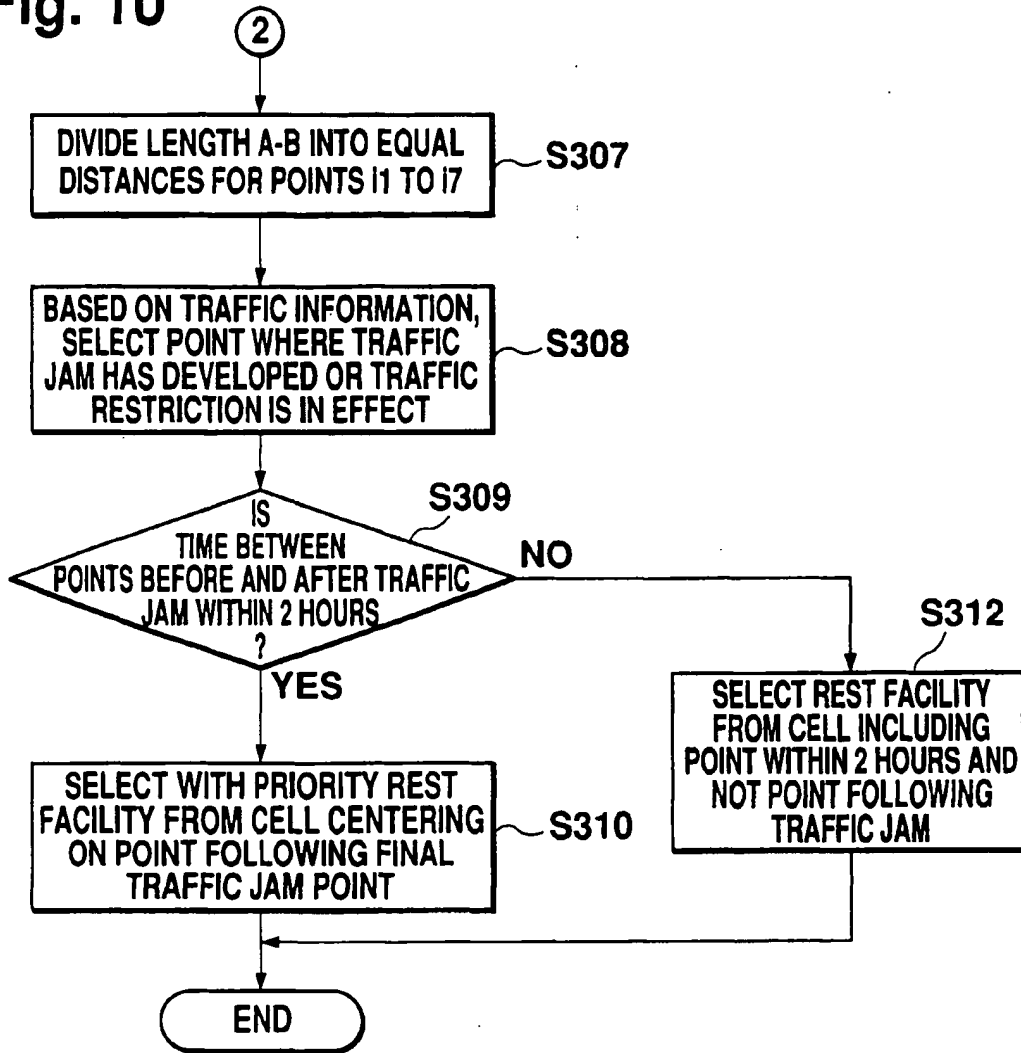 Fig. 10
2
DIVIDE LENGTH A-B INTO EQUAL
DISTANCES FOR POINTS i1 TO i7
S307
BASED ON TRAFFIC INFORMATION,
SELECT POINT WHERE TRAFFIC
JAM HAS DEVELOPED OR TRAFFIC
RESTRICTION IS IN EFFECT
S308
S309
IS
TIME BETWEEN
POINTS BEFORE AND AFTER TRAFFIC
JAM WITHIN 2 HOURS
?
NO
YES
S312
SELECT REST FACILITY
FROM CELL INCLUDING
POINT WITHIN 2 HOURS AND
NOT POINT FOLLOWING
TRAFFIC JAM
SELECT WITH PRIORITY REST
FACILITY FROM CELL CENTERING
ON POINT FOLLOWING FINAL
TRAFFIC JAM POINT
S310
END